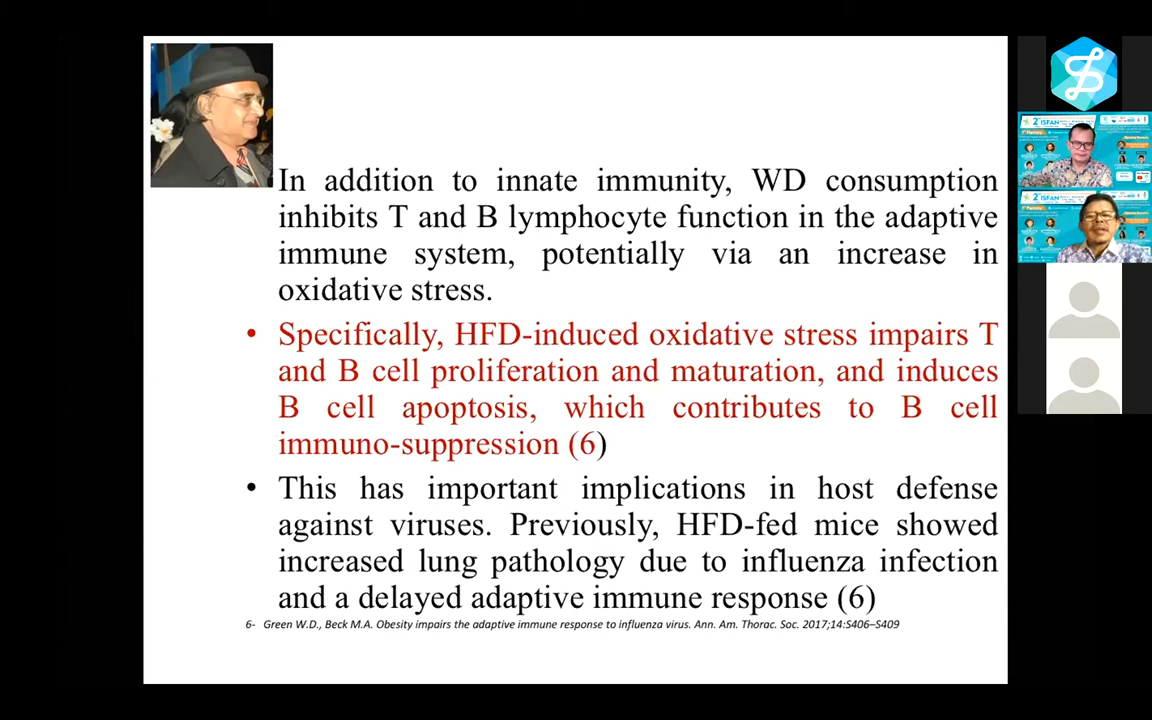 In addition to innate immunity, WD consumption
inhibits T and B lymphocyte function in the adaptive
immune system, potentially via an increase in
oxidative stress.
• Specifically, HFD-induced oxidative stress impairs T
and B cell proliferation and maturation, and induces
B cell apoptosis, which contributes to B cell
immuno-suppression (6)
• This has important implications in host defense
against viruses. Previously, HFD-fed mice showed
increased lung pathology due to influenza infection
and a delayed adaptive immune response (6)
6- Green W.D., Beck M.A. Obesity impairs the adaptive immune response to influenza virus. Ann. Am. Thorac. Soc. 2017;14:S406–S409
2nd ISFAN
2nd ISFAN